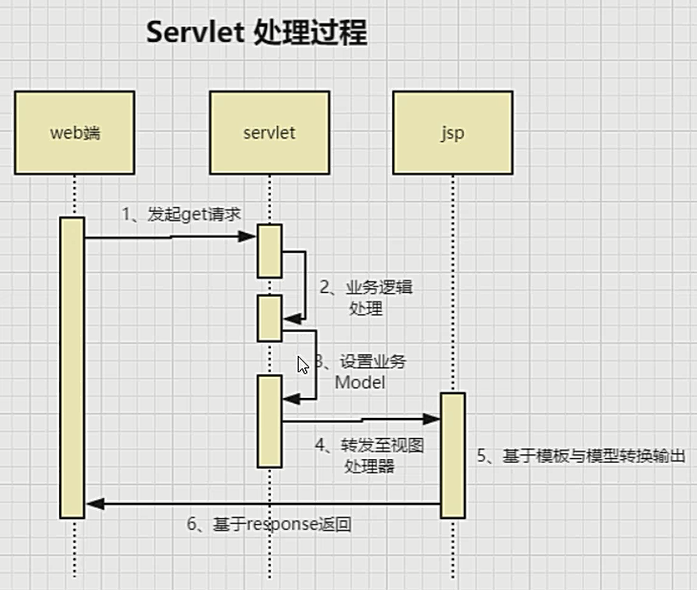 Servlet 处理过程
web端
servlet
jsp
1、发起get请求
2、业务逻辑
处理
3、设置业务
Model
4、转发至视图
处理器
5、基于模板与模型转换输出
6、基于response返回